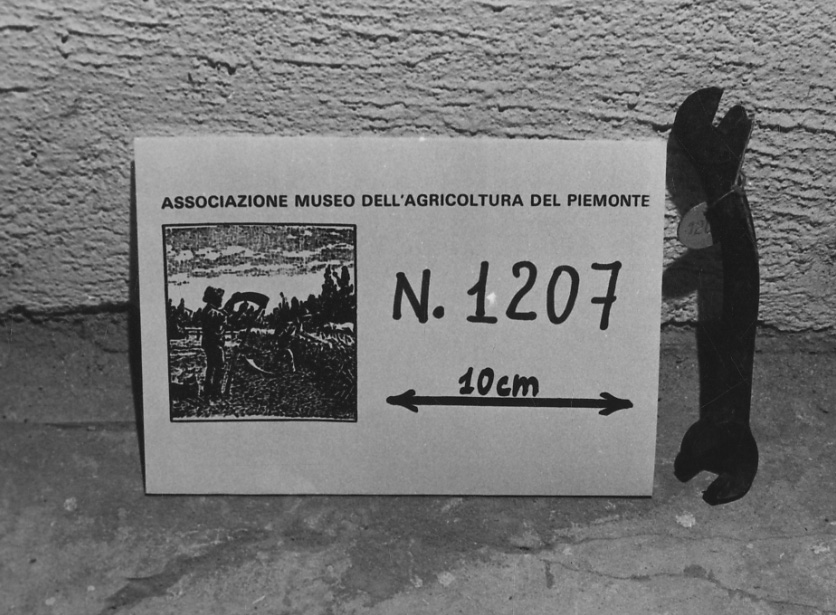 ASSOCIAZIONE MUSEO DELL'AGRICOLTURA DEL PIEMONTE
N. 1207
10cm